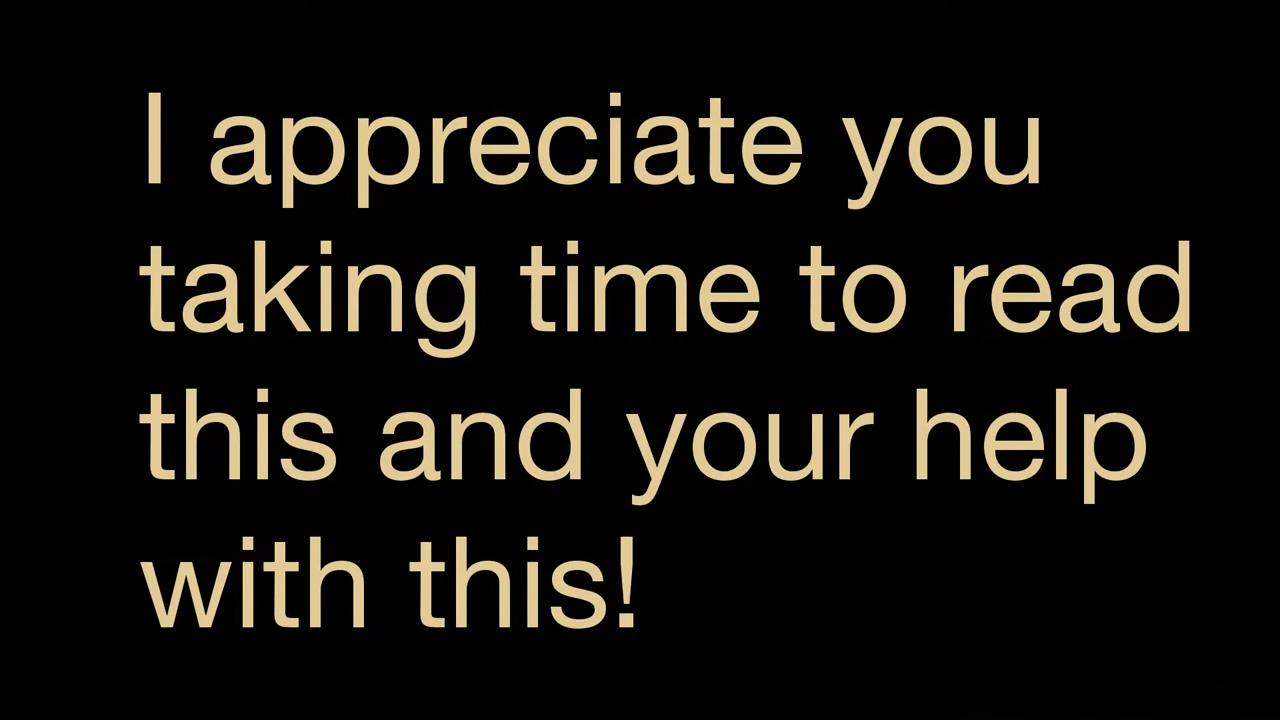 I appreciate you
taking time to read
this and your help
with this!